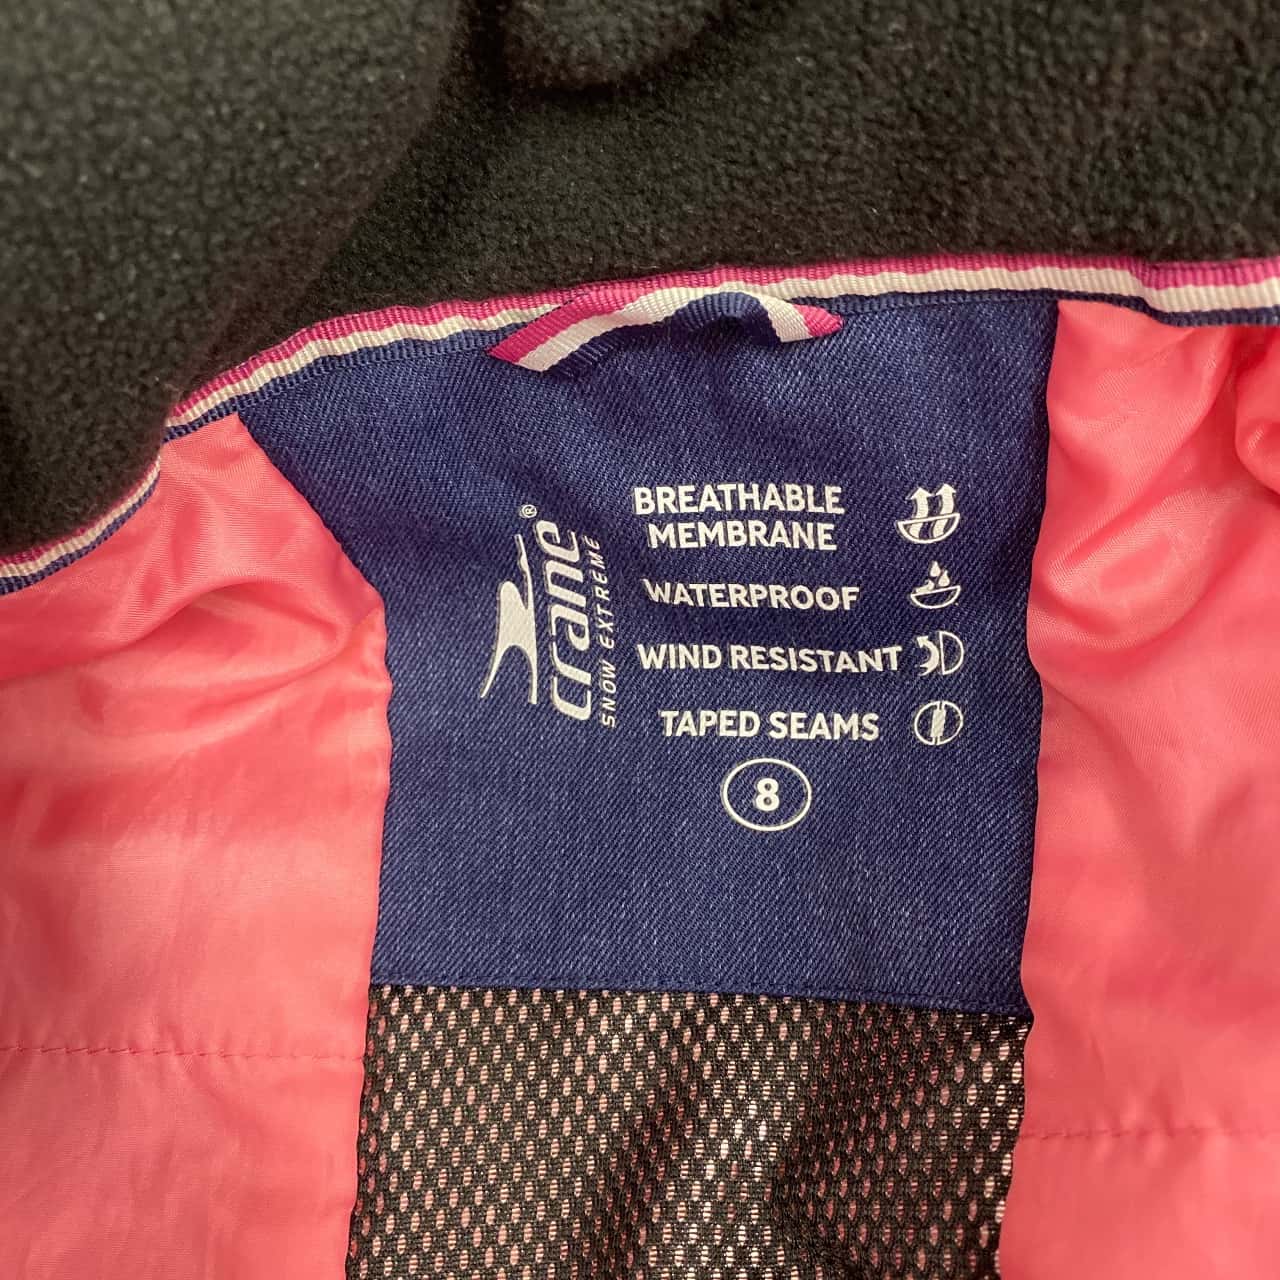 crane®
SNOW EXTREME
BREATHABLE
MEMBRANE
WATERPROOF
WIND RESISTANT
TAPED SEAMS
8